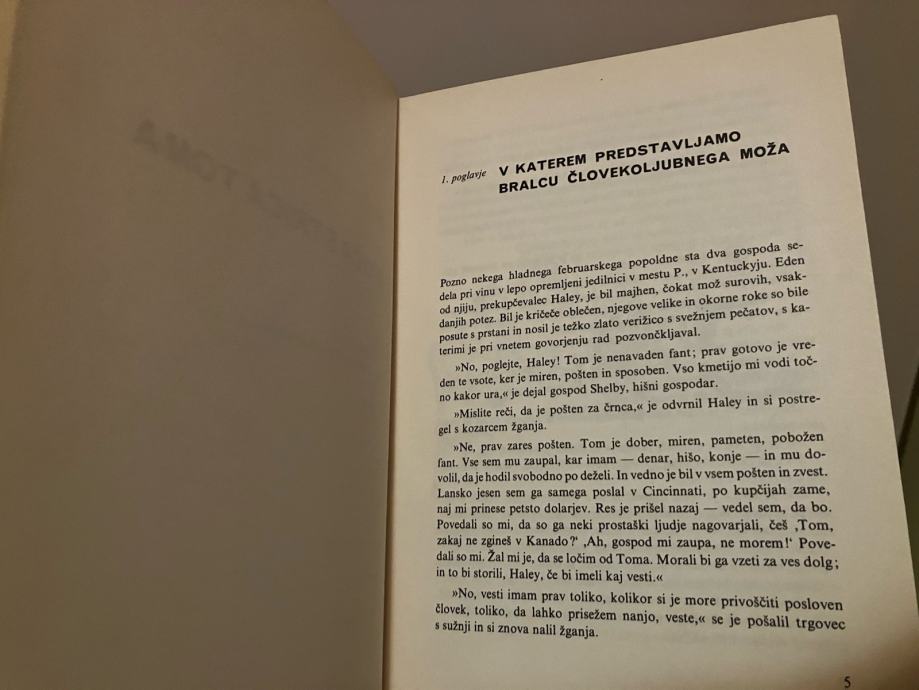 1. poglavje V KATEREM PREDSTAVLJAMO
BRALCU ČLOVEKOLJUBNEGA MOŽA
Pozno nekega hladnega februarskega popoldne sta dva gospoda se-
dela pri vinu v lepo opremljeni jedilnici v mestu P., v Kentuckyju. Eden
od njiju, prekupčevalec Haley, je bil majhen, čokat mož surovih, vsak-
danjih potez. Bil je kričeče oblečen, njegove velike in okorne roke so bile
posute s prstani in nosil je težko zlato verižico s svežnjem pečatov, s ka-
terimi je pri vnetem govorjenju rad pozvončkljaval.
»No, poglejte, Haley! Tom je nenavaden fant; prav gotovo je vre-
den te vsote, ker je miren, pošten in sposoben. Vso kmetijo mi vodi toč-
no kakor ura,« je dejal gospod Shelby, hišni gospodar.
»Mislite reči, da je pošten za črnca,« je odvrnil Haley in si postre-
gel s kozarcem žganja.
»Ne, prav zares pošten. Tom je dober, miren, pameten, pobožen
fant. Vse sem mu zaupal, kar imam — denar, hišo, konje — in mu do-
volil, da je hodil svobodno po deželi. In vedno je bil v vsem pošten in zvest.
Lansko jesen sem ga samega poslal v Cincinnati, po kupčijah zame,
naj mi prinese petsto dolarjev. Res je prišel nazaj — vedel sem, da bo.
Povedali so mi, da so ga neki prostaški ljudje nagovarjali, češ ‚Tom,
zakaj ne zgineš v Kanado?‘ ‚Ah, gospod mi zaupa, ne morem!‘ Pove-
dali so mi. Žal mi je, da se ločim od Toma. Morali bi ga vzeti za ves dolg;
in to bi storili, Haley, če bi imeli kaj vesti.«
»No, vesti imam prav toliko, kolikor si je more privoščiti posloven
človek, toliko, da lahko prisežem nanjo, veste,« se je pošalil trgovec
s sužnji in si znova nalil žganja.
5